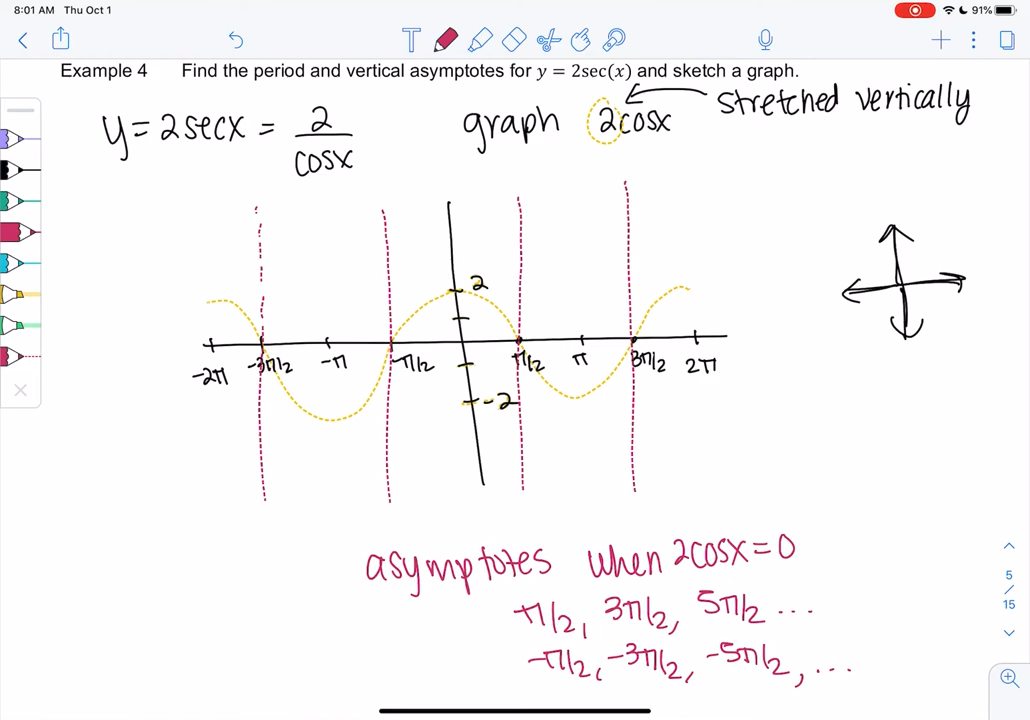 8:01 AM Thu Oct 1
91%
T
Example 4 Find the period and vertical asymptotes for y = 2sec(x) and sketch a graph.
y = 2secx = 2/cosx
graph 2cosx
stretched vertically
2
-2π -3π/2 -π -π/2 π/2 π 3π/2 2π
-2
asymptotes when 2cosx = 0
π/2, 3π/2, 5π/2 ...
-π/2, -3π/2, -5π/2, ...
5
/
15